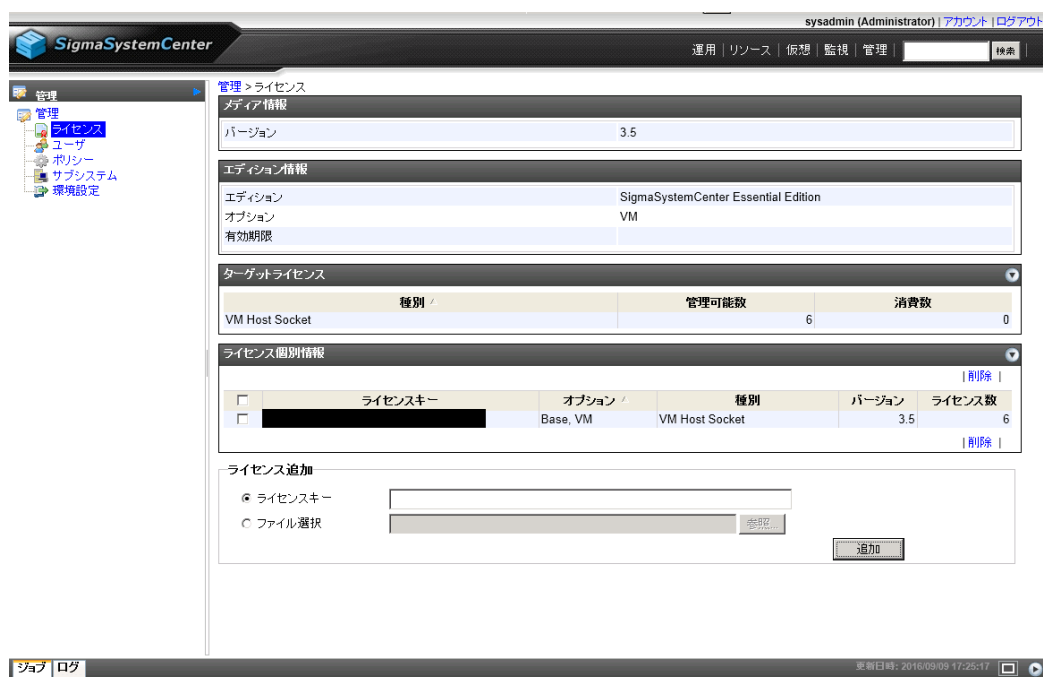 sysadmin (Administrator) | アカウント | ログアウト
SigmaSystemCenter
運用 | リソース | 仮想 | 監視 | 管理 | 検索 |
管理
管理
ライセンス
ユーザ
ポリシー
サブシステム
環境設定
管理 > ライセンス
メディア情報
バージョン 3.5
エディション情報
エディション SigmaSystemCenter Essential Edition
オプション VM
有効期限
ターゲットライセンス
種別 管理可能数 消費数
VM Host Socket 6 0
ライセンス個別情報
| 削除 |
ライセンスキー オプション 種別 バージョン ライセンス数
Base, VM VM Host Socket 3.5 6
| 削除 |
ライセンス追加
ライセンスキー
ファイル選択 参照...
追加
ジョブ ログ 更新日時: 2016/09/09 17:25:17